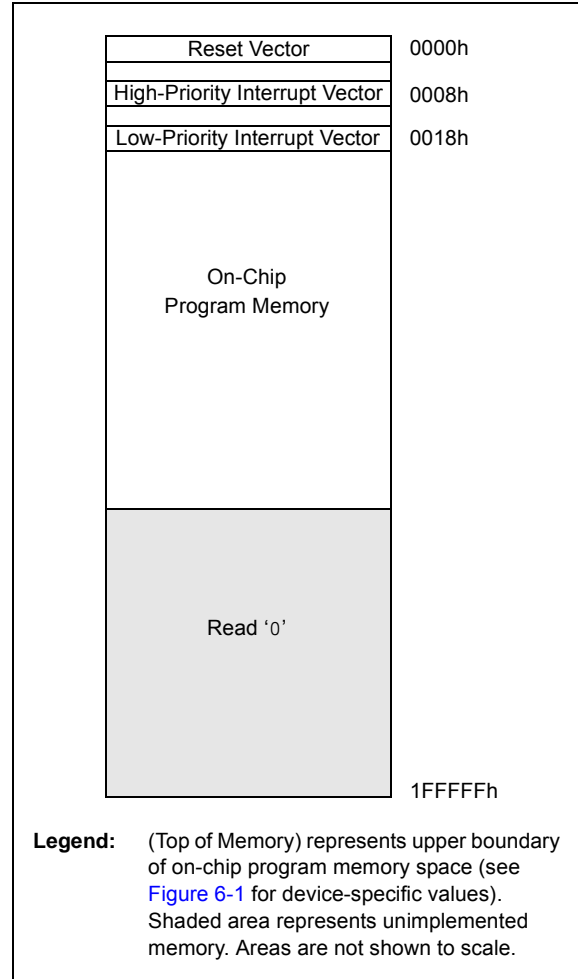 Reset Vector 0000h
High-Priority Interrupt Vector 0008h
Low-Priority Interrupt Vector 0018h
On-Chip
Program Memory
Read ‘0’
1FFFFFh
Legend: (Top of Memory) represents upper boundary
of on-chip program memory space (see
Figure 6-1 for device-specific values).
Shaded area represents unimplemented
memory. Areas are not shown to scale.